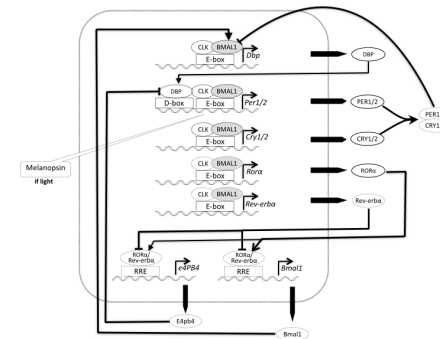 CLK BMAL1
E-box
Dbp
DBP
DBP CLK BMAL1
D-box E-box
Per1/2
PER1/2
PER1
CRY1
CLK BMAL1
E-box
Cry1/2
CRY1/2
CLK BMAL1
E-box
Rorα
RORα
Melanopsin
if light
CLK BMAL1
E-box
Rev-erbα
Rev-erbα
RORα/
Rev-erbα
RRE
e4PB4
RORα/
Rev-erbα
RRE
Bmal1
E4pb4
Bmal1